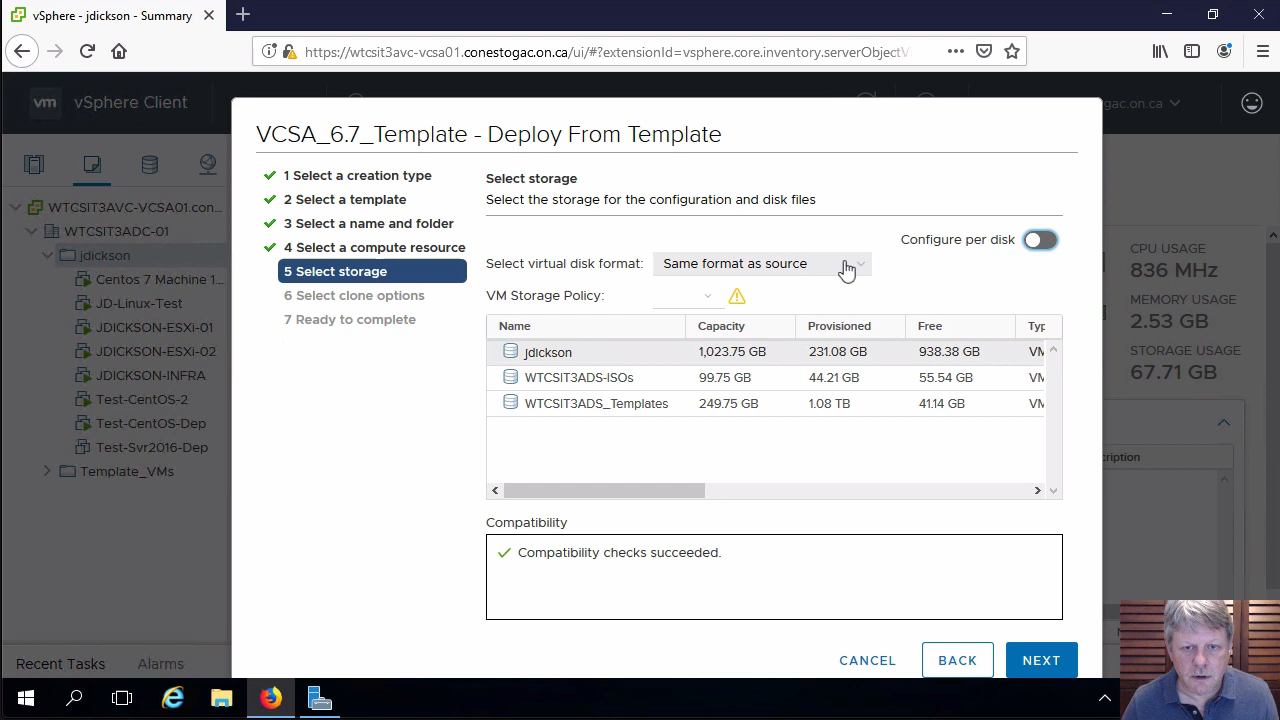 vSphere - jdickson - Summary
https://wtcsit3avc-vcsa01.conestogac.on.ca/ui/#?extensionId=vsphere.core.inventory.serverObjectV
vm vSphere Client
gac.on.ca
VCSA_6.7_Template - Deploy From Template
WTCSIT3AVC-VCSA01.con...
WTCSIT3ADC-01
jdickson
Centos 7 Machine 1...
JD-Linux-Test
JDICKSON-ESXi-01
JDICKSON-ESXi-02
JDICKSON-INFRA
Test-CentOS-2
Test-CentOS-Dep
Test-Svr2016-Dep
Template_VMs
1 Select a creation type
2 Select a template
3 Select a name and folder
4 Select a compute resource
5 Select storage
6 Select clone options
7 Ready to complete
Select storage
Select the storage for the configuration and disk files
Configure per disk
Select virtual disk format: Same format as source
VM Storage Policy:
Name Capacity Provisioned Free Typ
jdickson 1,023.75 GB 231.08 GB 938.38 GB VM
WTCSIT3ADS-ISOs 99.75 GB 44.21 GB 55.54 GB VM
WTCSIT3ADS_Templates 249.75 GB 1.08 TB 41.14 GB VM
Compatibility
Compatibility checks succeeded.
CANCEL BACK NEXT
CPU USAGE
836 MHz
MEMORY USAGE
2.53 GB
STORAGE USAGE
67.71 GB
cription
Recent Tasks Alarms